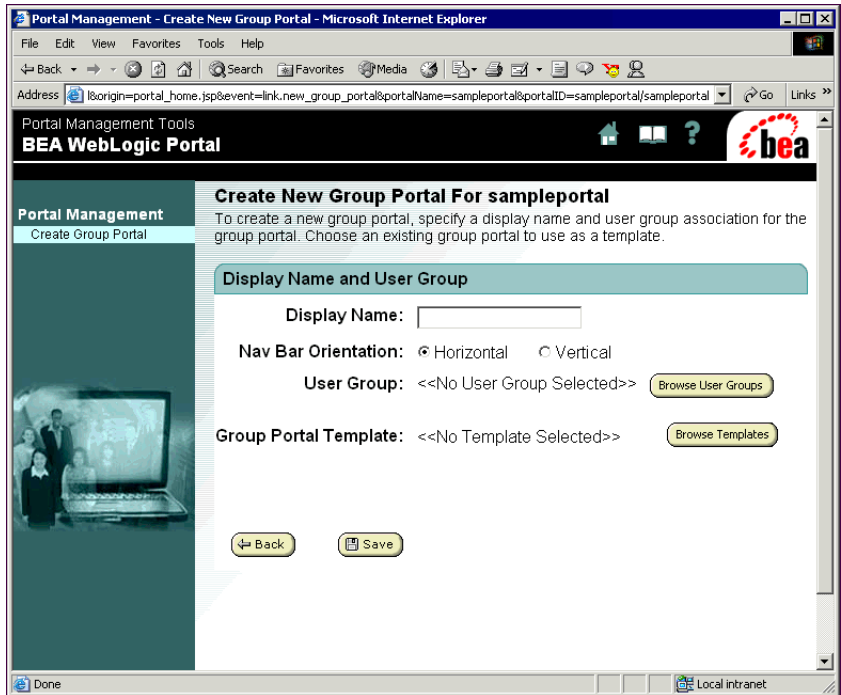 Portal Management - Create New Group Portal - Microsoft Internet Explorer
File Edit View Favorites Tools Help
Back Search Favorites Media
Address l&origin=portal_home.jsp&event=link.new_group_portal&portalName=sampleportal&portalID=sampleportal/sampleportal Go Links »
Portal Management Tools
BEA WebLogic Portal
? bea
Portal Management
Create Group Portal
Create New Group Portal For sampleportal
To create a new group portal, specify a display name and user group association for the
group portal. Choose an existing group portal to use as a template.
Display Name and User Group
Display Name:
Nav Bar Orientation: Horizontal Vertical
User Group: <<No User Group Selected>> Browse User Groups
Group Portal Template: <<No Template Selected>> Browse Templates
Back Save
Done Local intranet